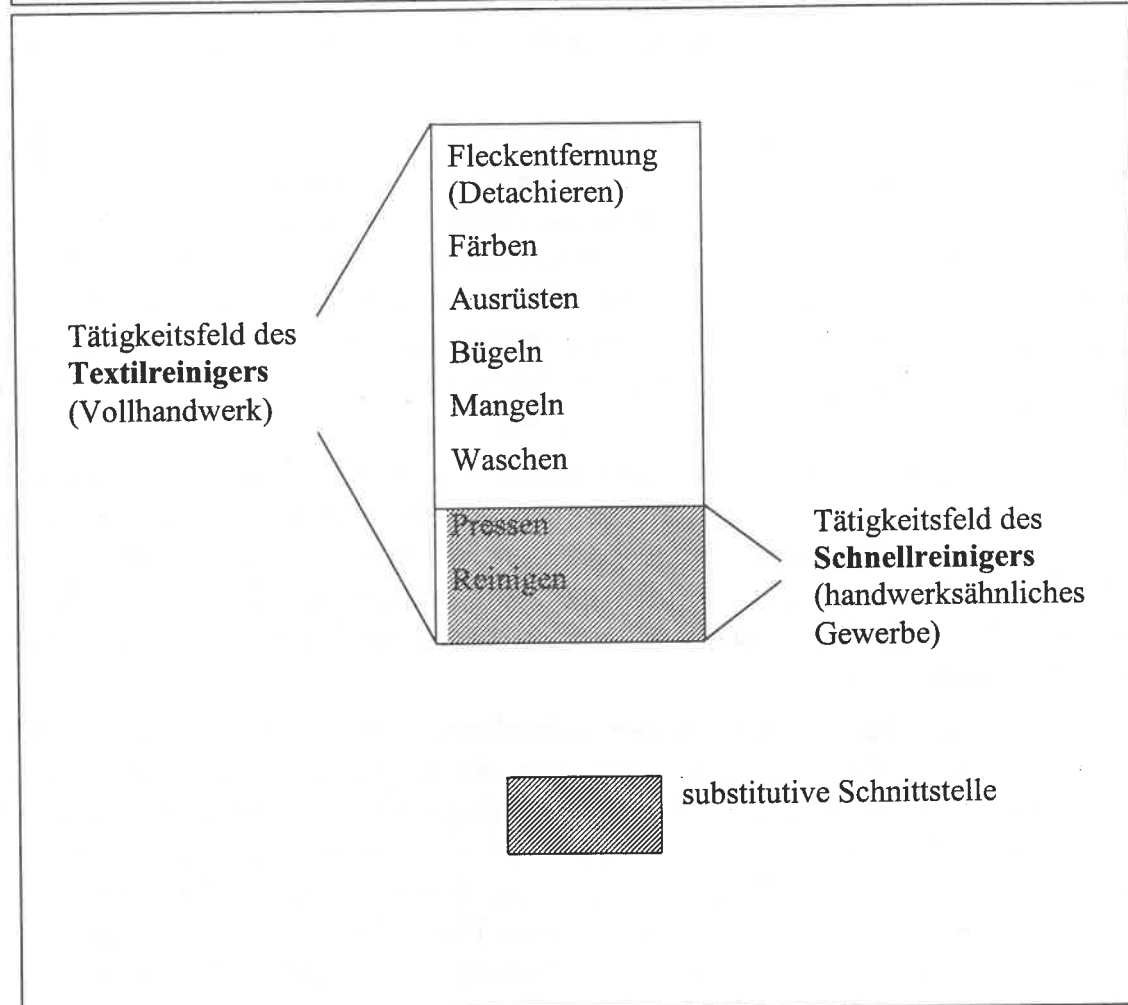 Fleckentfernung
(Detachieren)
Färben
Ausrüsten
Bügeln
Mangeln
Waschen
Pressen
Reinigen
Tätigkeitsfeld des
Textilreinigers
(Vollhandwerk)
Tätigkeitsfeld des
Schnellreinigers
(handwerksähnliches
Gewerbe)
substitutive Schnittstelle